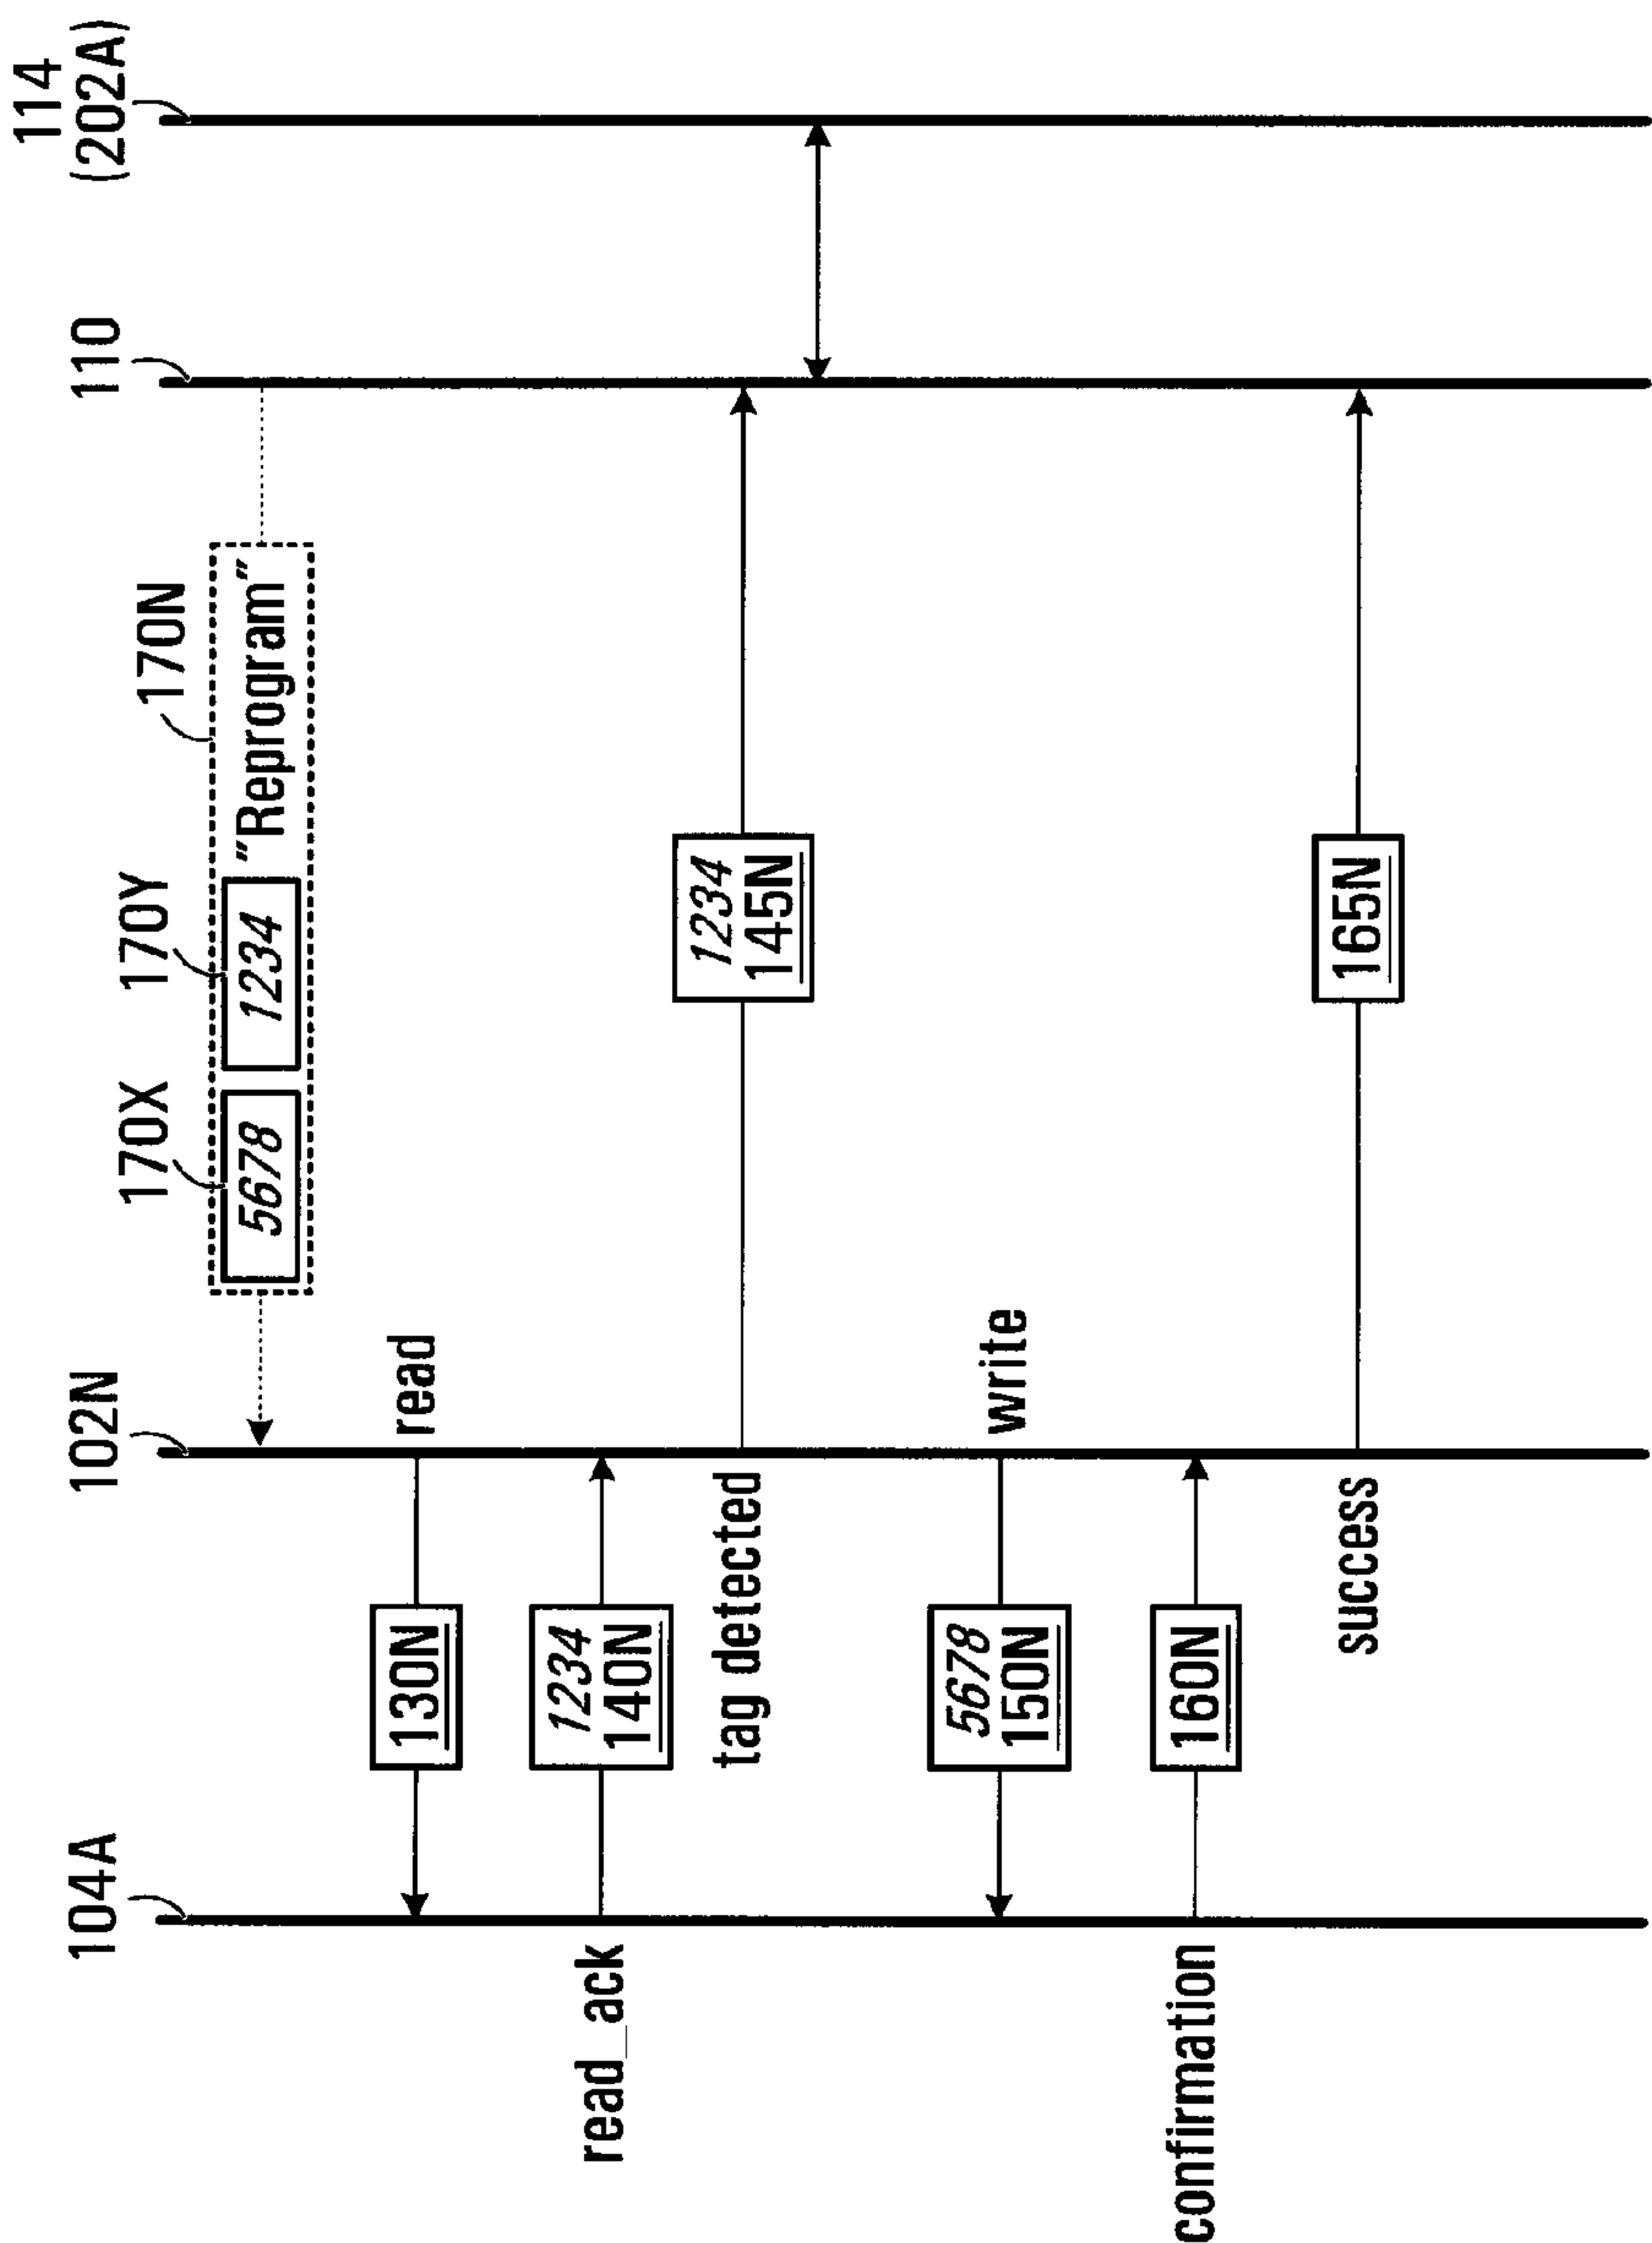 104A
102N
110
114
(202A)
170X
170Y
170N
5678
1234
"Reprogram"
read
130N
read_ack
1234
140N
tag detected
1234
145N
write
5678
150N
confirmation
160N
success
165N